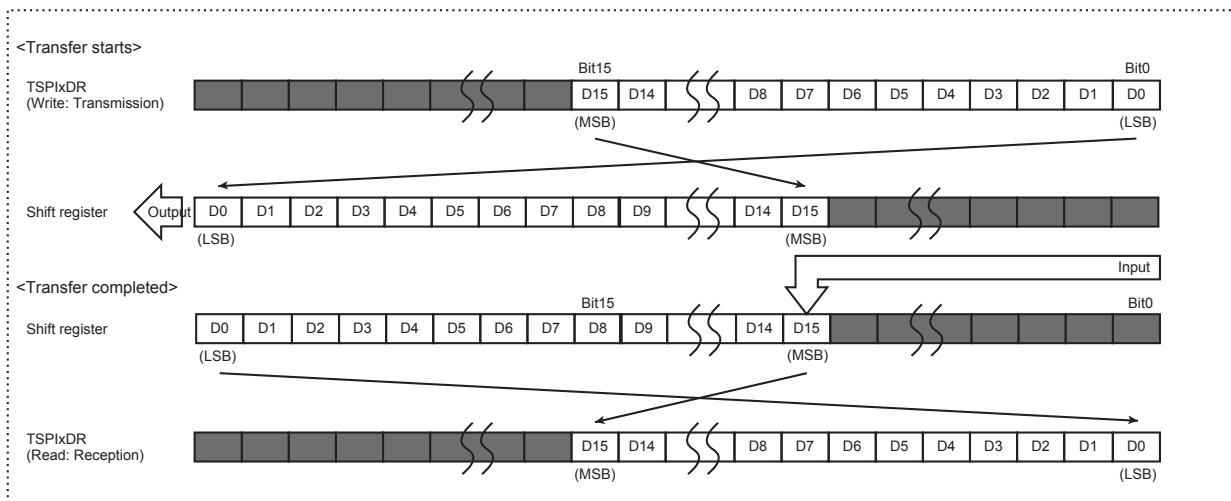 <Transfer starts>
Bit15 Bit0
TSPIxDR
(Write: Transmission)
D15 D14 D8 D7 D6 D5 D4 D3 D2 D1 D0
(MSB) (LSB)
Shift register
Output D0 D1 D2 D3 D4 D5 D6 D7 D8 D9 D14 D15
(LSB) (MSB)
Input
<Transfer completed>
Bit15 Bit0
Shift register
D0 D1 D2 D3 D4 D5 D6 D7 D8 D9 D14 D15
(LSB) (MSB)
TSPIxDR
(Read: Reception)
D15 D14 D8 D7 D6 D5 D4 D3 D2 D1 D0
(MSB) (LSB)